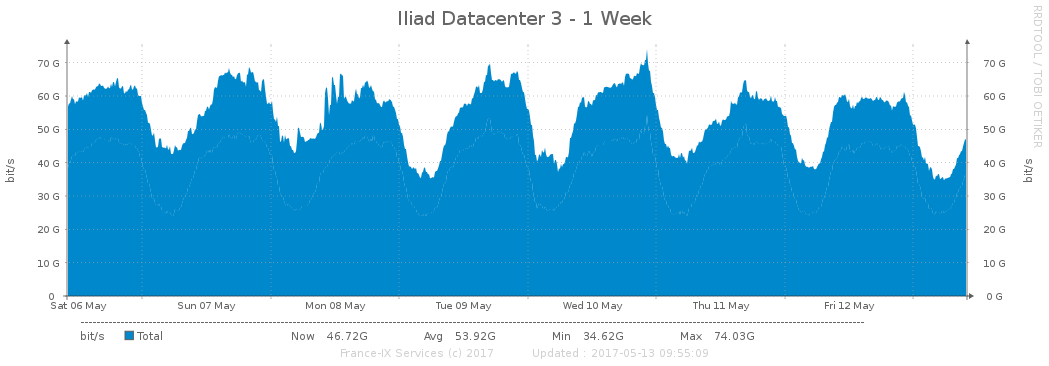 Iliad Datacenter 3 - 1 Week
RRDTOOL / TOBI OETIKER
bit/s
70 G
60 G
50 G
40 G
30 G
20 G
10 G
0
70 G
60 G
50 G
40 G
30 G
20 G
10 G
0 G
bit/s
Sat 06 May Sun 07 May Mon 08 May Tue 09 May Wed 10 May Thu 11 May Fri 12 May
bit/s Total Now 46.72G Avg 53.92G Min 34.62G Max 74.03G
France-IX Services (c) 2017 Updated : 2017-05-13 09:55:09